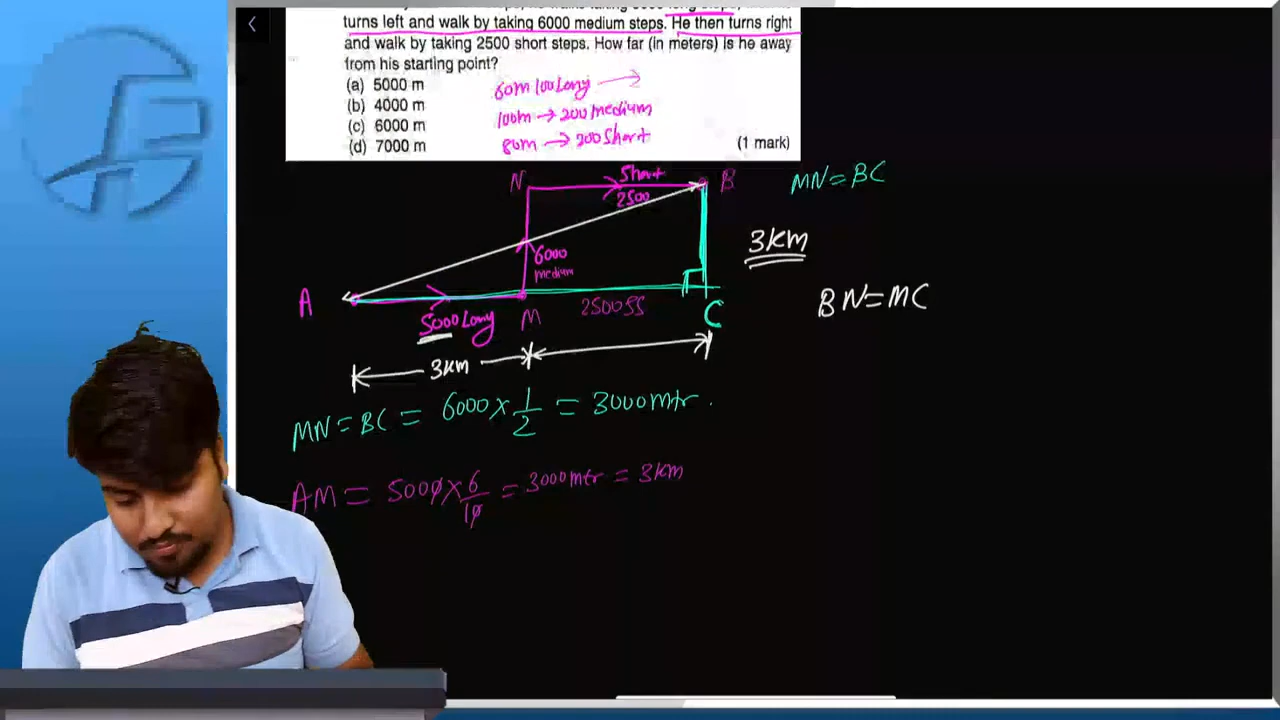 turns left and walk by taking 6000 medium steps. He then turns right
and walk by taking 2500 short steps. How far (in meters) is he away
from his starting point?
(a) 5000 m
(b) 4000 m
(c) 6000 m
(d) 7000 m
(1 mark)
60m 100 Long →
100m → 200 medium
80m → 200 Short
N Short B
2500
MN = BC
6000
medium
3km
A
5000 Long M 2500 SS C
BN = MC
3km
MN = BC = 6000 × 1/2 = 3000 mtr.
AM = 5000 × 6/10 = 3000 mtr = 3km